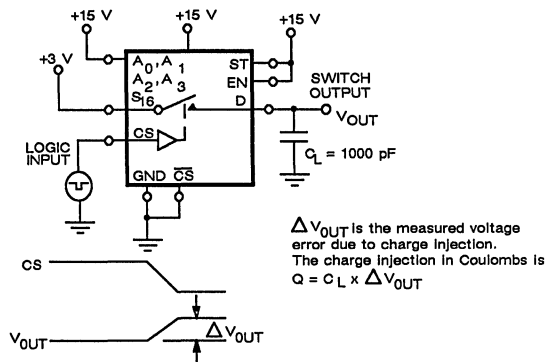 +15 V
+15 V
+15 V
+3 V
A0, A1
A2, A3
S16
CS
ST
EN
D
SWITCH
OUTPUT
VOUT
CL = 1000 pF
LOGIC
INPUT
GND
C̅S̅
ΔVOUT is the measured voltage
error due to charge injection.
The charge injection in Coulombs is
Q = CL x ΔVOUT
CS
VOUT
ΔVOUT